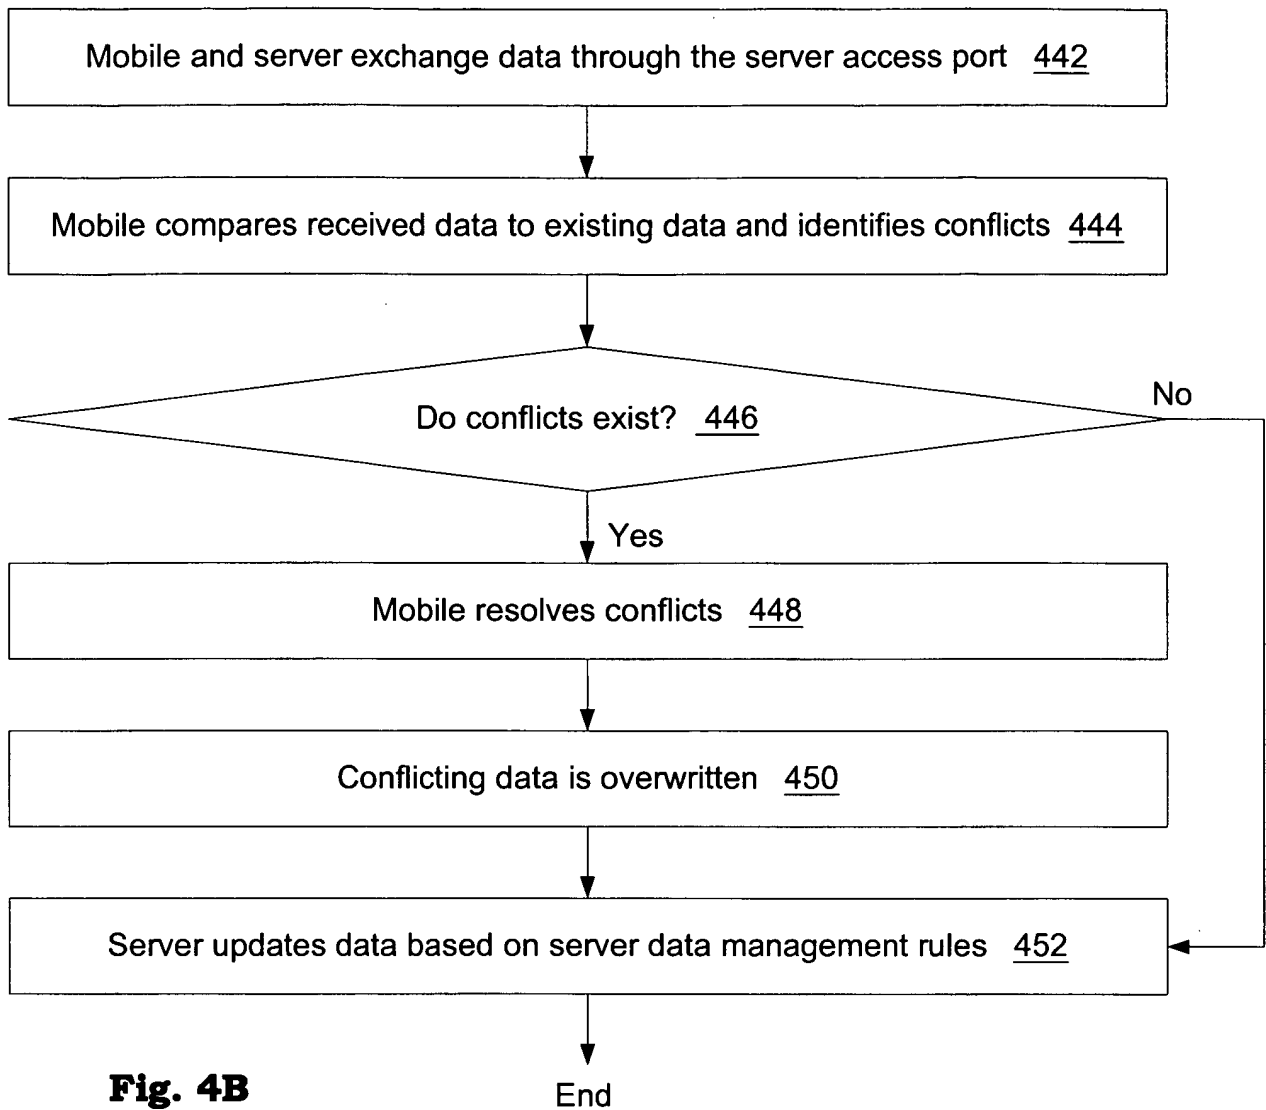 Mobile and server exchange data through the server access port 442
Mobile compares received data to existing data and identifies conflicts 444
Do conflicts exist? 446
No
Yes
Mobile resolves conflicts 448
Conflicting data is overwritten 450
Server updates data based on server data management rules 452
Fig. 4B
End